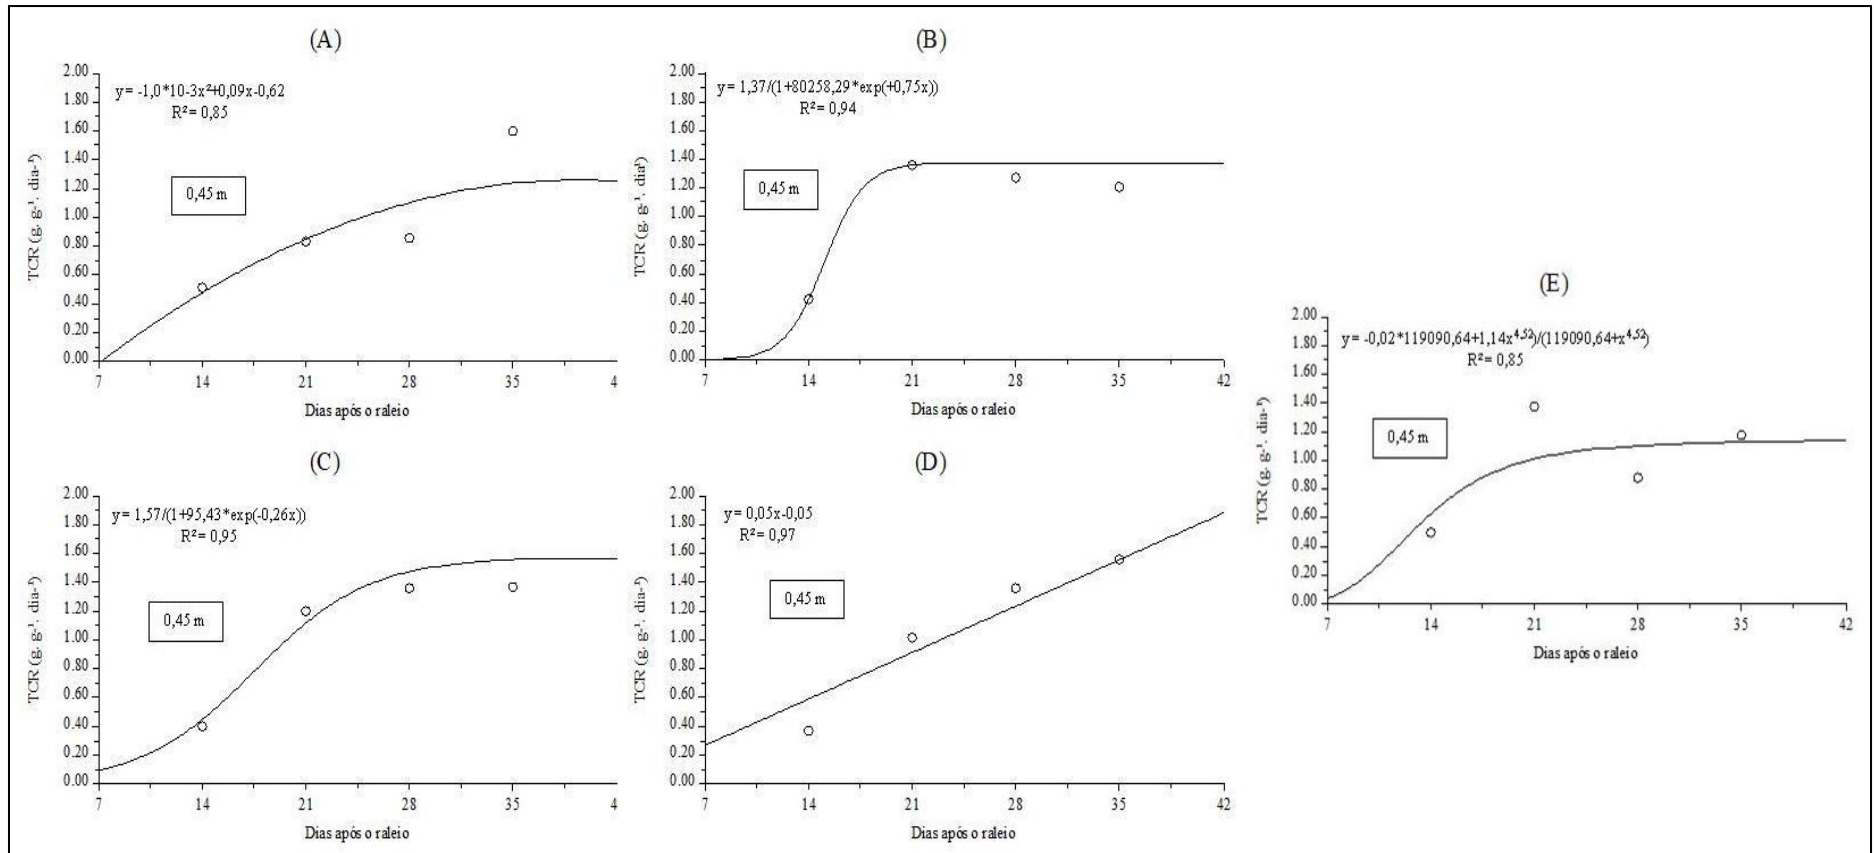 (A)
2.00
1.80
1.60
1.40
1.20
1.00
0.80
0.60
0.40
0.20
0.00
TCR (g. g-¹. dia-¹)
y = -1,0*10-3x²+0,09x-0,62
R² = 0,85
0,45 m
7 14 21 28 35 4
Dias após o raleio
(B)
2.00
1.80
1.60
1.40
1.20
1.00
0.80
0.60
0.40
0.20
0.00
TCR (g. g-¹. dia¹)
y = 1,37/(1+80258,29*exp(+0,75x))
R² = 0,94
0,45 m
7 14 21 28 35 42
Dias após o raleio
(C)
2.00
1.80
1.60
1.40
1.20
1.00
0.80
0.60
0.40
0.20
0.00
TCR (g. g-¹. dia-¹)
y = 1,57/(1+95,43*exp(-0,26x))
R² = 0,95
0,45 m
7 14 21 28 35 4
Dias após o raleio
(D)
2.00
1.80
1.60
1.40
1.20
1.00
0.80
0.60
0.40
0.20
0.00
TCR (g. g-¹. dia-¹)
y = 0,05x-0,05
R² = 0,97
0,45 m
7 14 21 28 35 42
Dias após o raleio
(E)
2.00
1.80
1.60
1.40
1.20
1.00
0.80
0.60
0.40
0.20
0.00
TCR (g. g-¹. dia-¹)
y = -0,02*119090,64+1,14x⁴·⁵²)/(119090,64+x⁴·⁵²)
R² = 0,85
0,45 m
7 14 21 28 35 42
Dias após o raleio